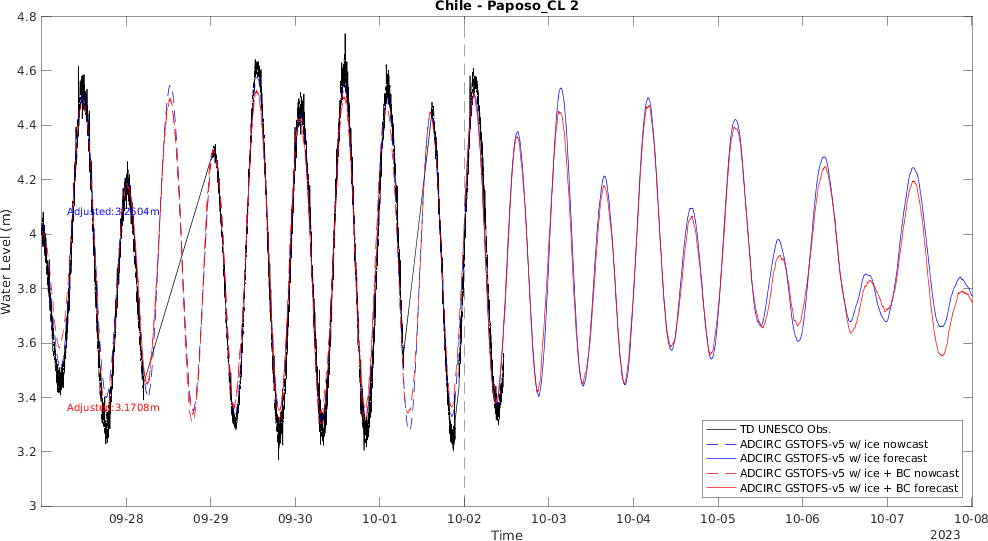 Chile - Paposo_CL 2
4.8
4.6
4.4
4.2
4
3.8
3.6
3.4
3.2
3
Water Level (m)
Adjusted:3.2604m
Adjusted:3.1708m
TD UNESCO Obs.
ADCIRC GSTOFS-v5 w/ ice nowcast
ADCIRC GSTOFS-v5 w/ ice forecast
ADCIRC GSTOFS-v5 w/ ice + BC nowcast
ADCIRC GSTOFS-v5 w/ ice + BC forecast
09-28 09-29 09-30 10-01 10-02 10-03 10-04 10-05 10-06 10-07 10-08
Time
2023